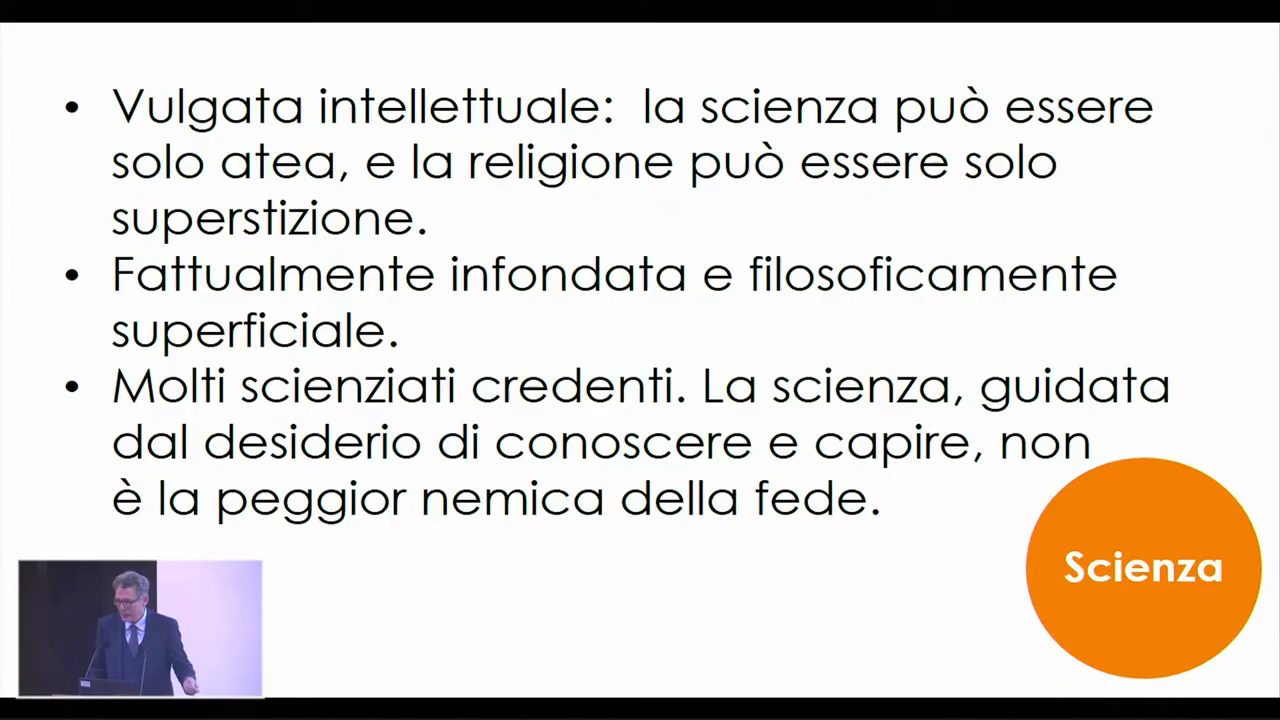 • Vulgata intellettuale:  la scienza può essere
solo atea, e la religione può essere solo
superstizione.
• Fattualmente infondata e filosoficamente
superficiale.
• Molti scienziati credenti. La scienza, guidata
dal desiderio di conoscere e capire, non
è la peggior nemica della fede.
Scienza